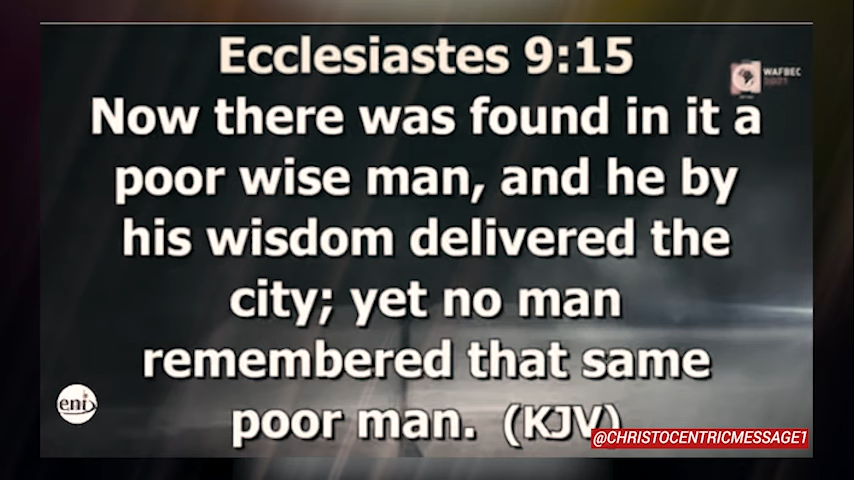 Ecclesiastes 9:15
WAFBEC
2021
Now there was found in it a
poor wise man, and he by
his wisdom delivered the
city; yet no man
remembered that same
poor man. (KJV)
eni
@CHRISTOCENTRICMESSAGE1